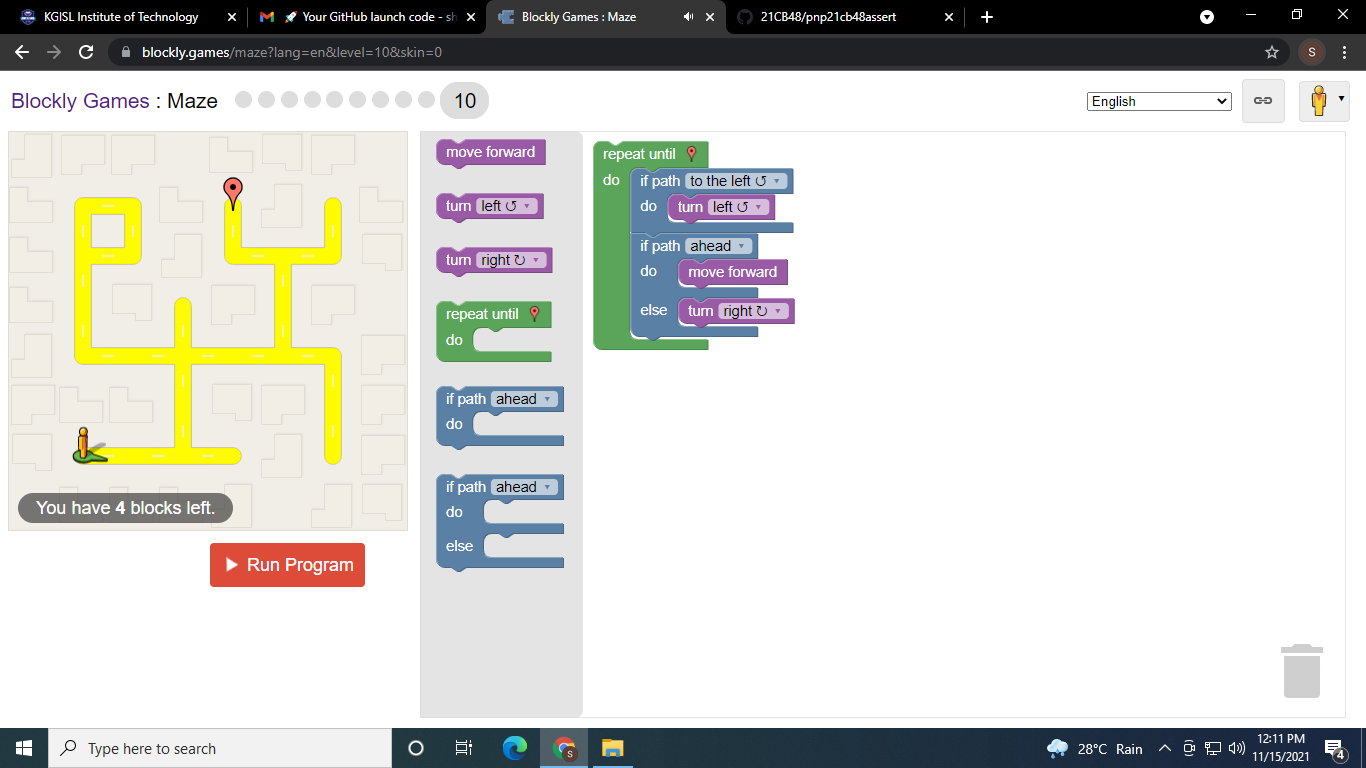 KGISL Institute of Technology
Your GitHub launch code - sh
Blockly Games : Maze
21CB48/pnp21cb48assert
blockly.games/maze?lang=en&level=10&skin=0
S
Blockly Games : Maze
10
English
You have 4 blocks left.
Run Program
move forward
turn left ↺
turn right ↻
repeat until
do
if path ahead
do
if path ahead
do
else
repeat until
do
if path to the left ↺
do turn left ↺
if path ahead
do move forward
else turn right ↻
Type here to search
S
28°C Rain
12:11 PM
11/15/2021
4